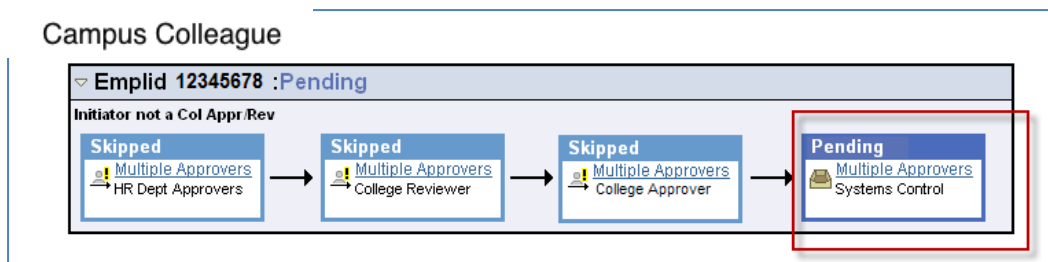 Campus Colleague
Emplid 12345678 :Pending
Initiator not a Col Appr/Rev
Skipped
Multiple Approvers
HR Dept Approvers
Skipped
Multiple Approvers
College Reviewer
Skipped
Multiple Approvers
College Approver
Pending
Multiple Approvers
Systems Control